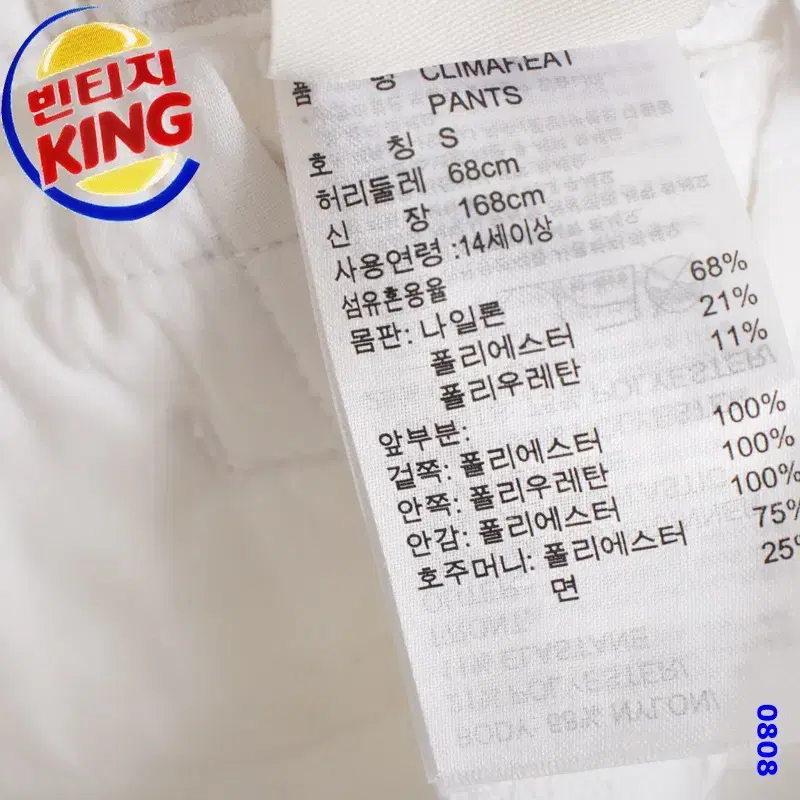 빈티지
KING
품 명 CLIMAHEAT
PANTS
호 칭 S
허리둘레 68cm
신 장 168cm
사용연령 :14세이상
섬유혼용율
몸판: 나일론 68%
폴리에스터 21%
폴리우레탄 11%
앞부분:
겉쪽: 폴리에스터 100%
안쪽: 폴리우레탄 100%
안감: 폴리에스터 100%
호주머니: 폴리에스터 75%
면 25%
0808